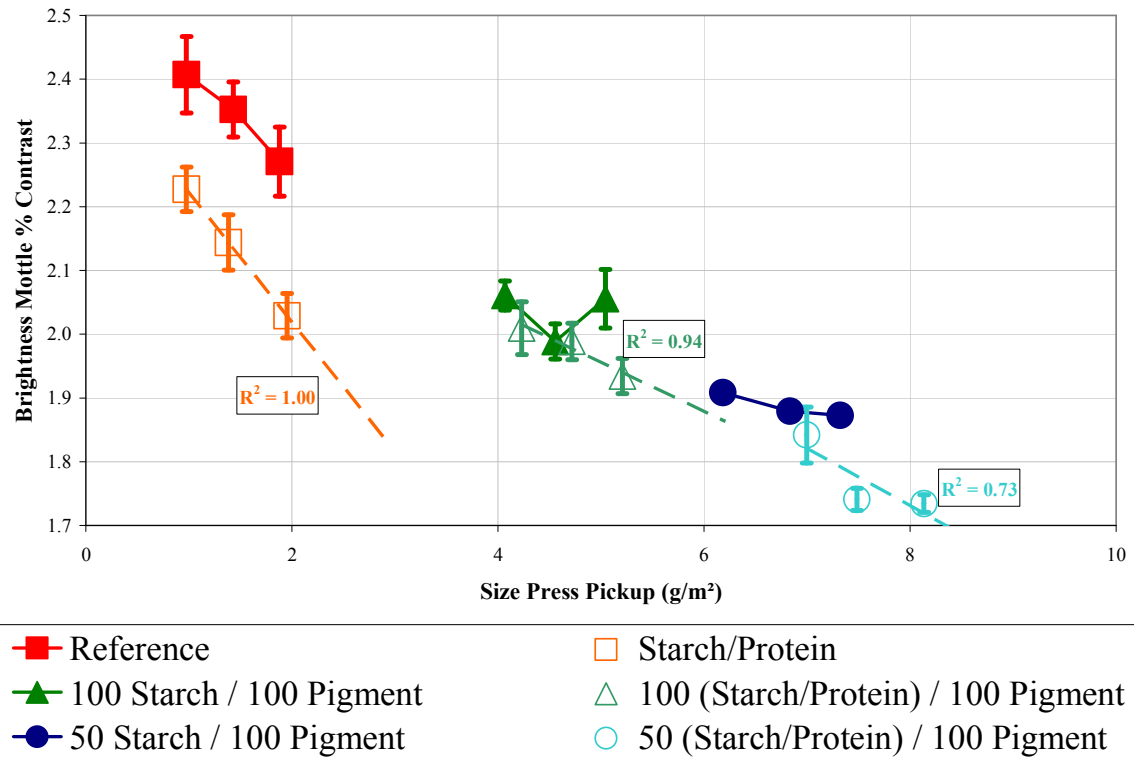 2.5
2.4
2.3
2.2
2.1
2.0
1.9
1.8
1.7
Brightness Mottle % Contrast
R² = 1.00
R² = 0.94
R² = 0.73
0 2 4 6 8 10
Size Press Pickup (g/m²)
Reference Starch/Protein
100 Starch / 100 Pigment 100 (Starch/Protein) / 100 Pigment
50 Starch / 100 Pigment 50 (Starch/Protein) / 100 Pigment